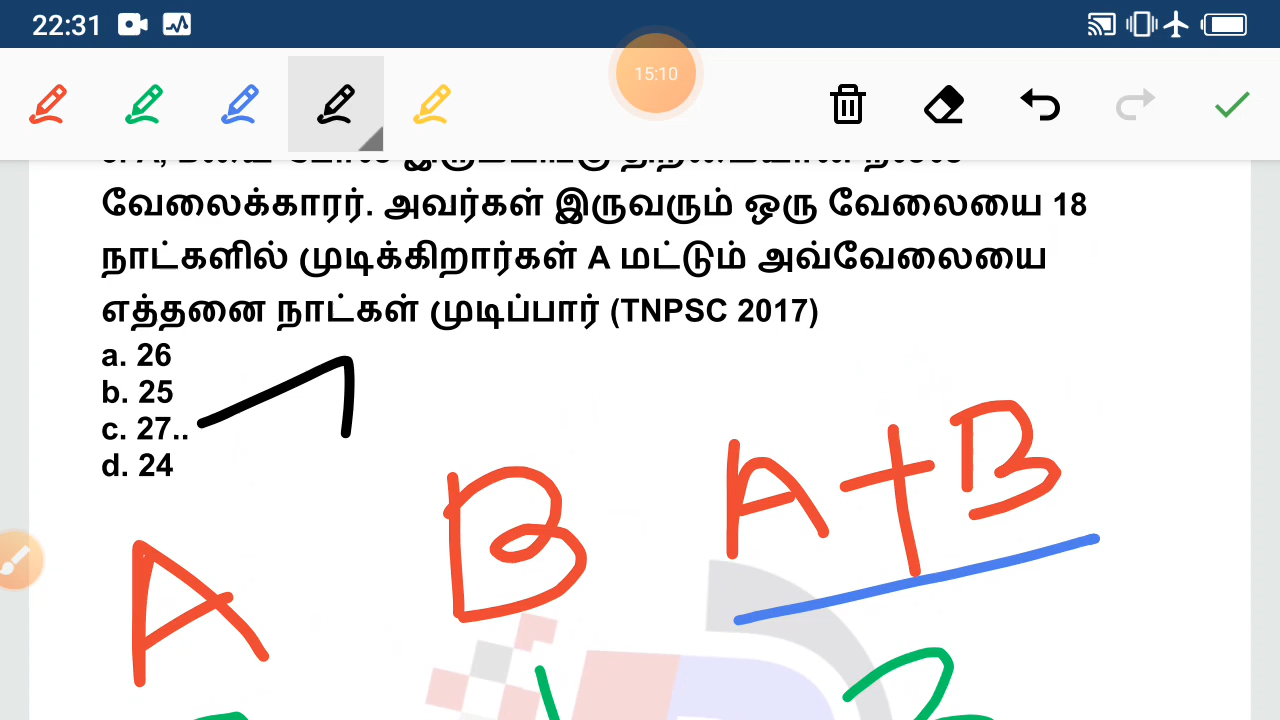 22:31
15:10
வேலைக்காரர். அவர்கள் இருவரும் ஒரு வேலையை 18
நாட்களில் முடிக்கிறார்கள் A மட்டும் அவ்வேலையை
எத்தனை நாட்கள் முடிப்பார் (TNPSC 2017)
a. 26
b. 25
c. 27..
d. 24
A B A+B